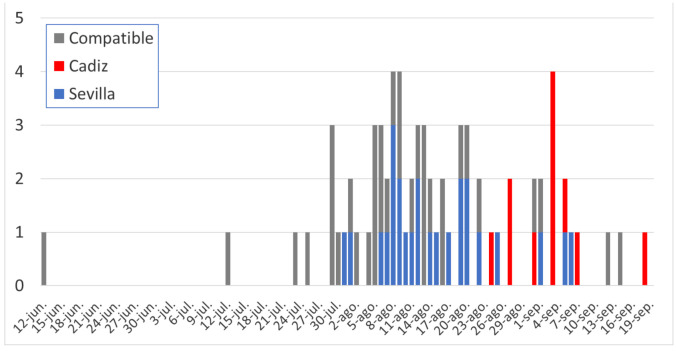 5
4
3
2
1
0
Compatible
Cadiz
Sevilla
12-jun.
15-jun.
18-jun.
21-jun.
24-jun.
27-jun.
30-jun.
3-jul.
6-jul.
9-jul.
12-jul.
15-jul.
18-jul.
21-jul.
24-jul.
27-jul.
30-jul.
2-ago.
5-ago.
8-ago.
11-ago.
14-ago.
17-ago.
20-ago.
23-ago.
26-ago.
29-ago.
1-sep.
4-sep.
7-sep.
10-sep.
13-sep.
16-sep.
19-sep.